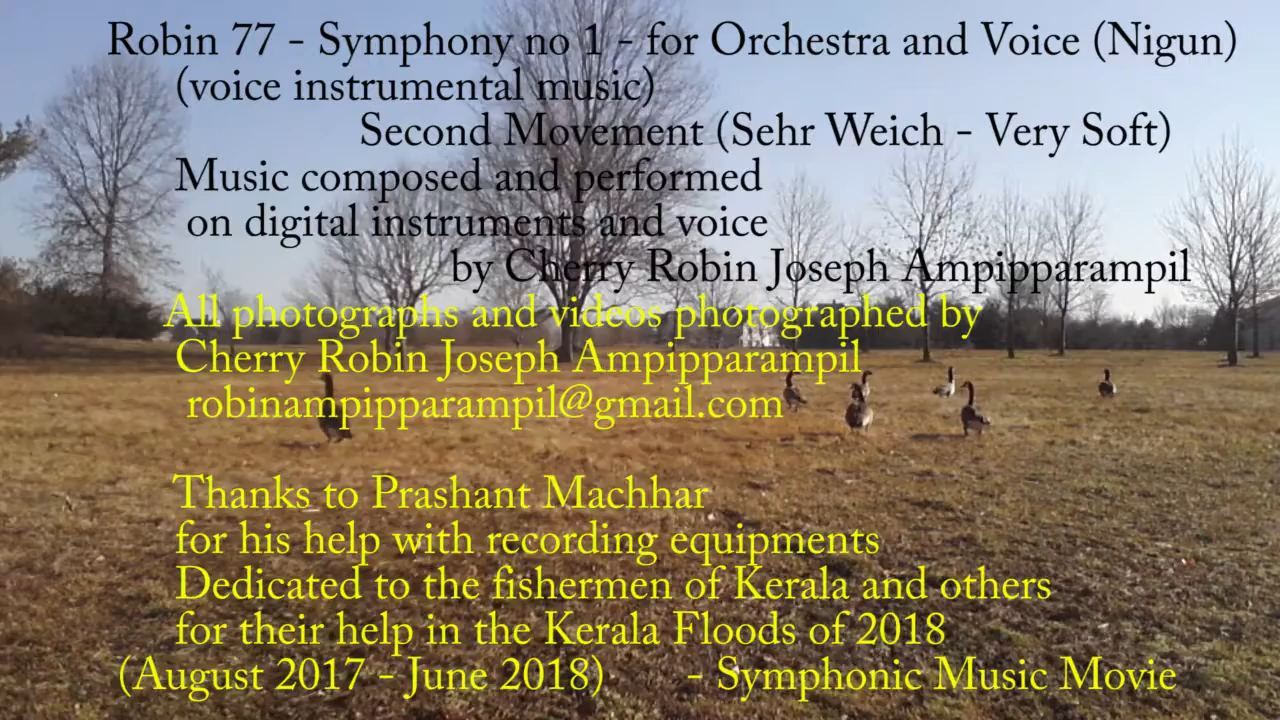 Robin 77 - Symphony no 1 - for Orchestra and Voice (Nigun)
(voice instrumental music)
Second Movement (Sehr Weich - Very Soft)
Music composed and performed
on digital instruments and voice
by Cherry Robin Joseph Ampipparampil
All photographs and videos photographed by
Cherry Robin Joseph Ampipparampil
robinampipparampil@gmail.com
Thanks to Prashant Machhar
for his help with recording equipments
Dedicated to the fishermen of Kerala and others
for their help in the Kerala Floods of 2018
(August 2017 - June 2018) - Symphonic Music Movie